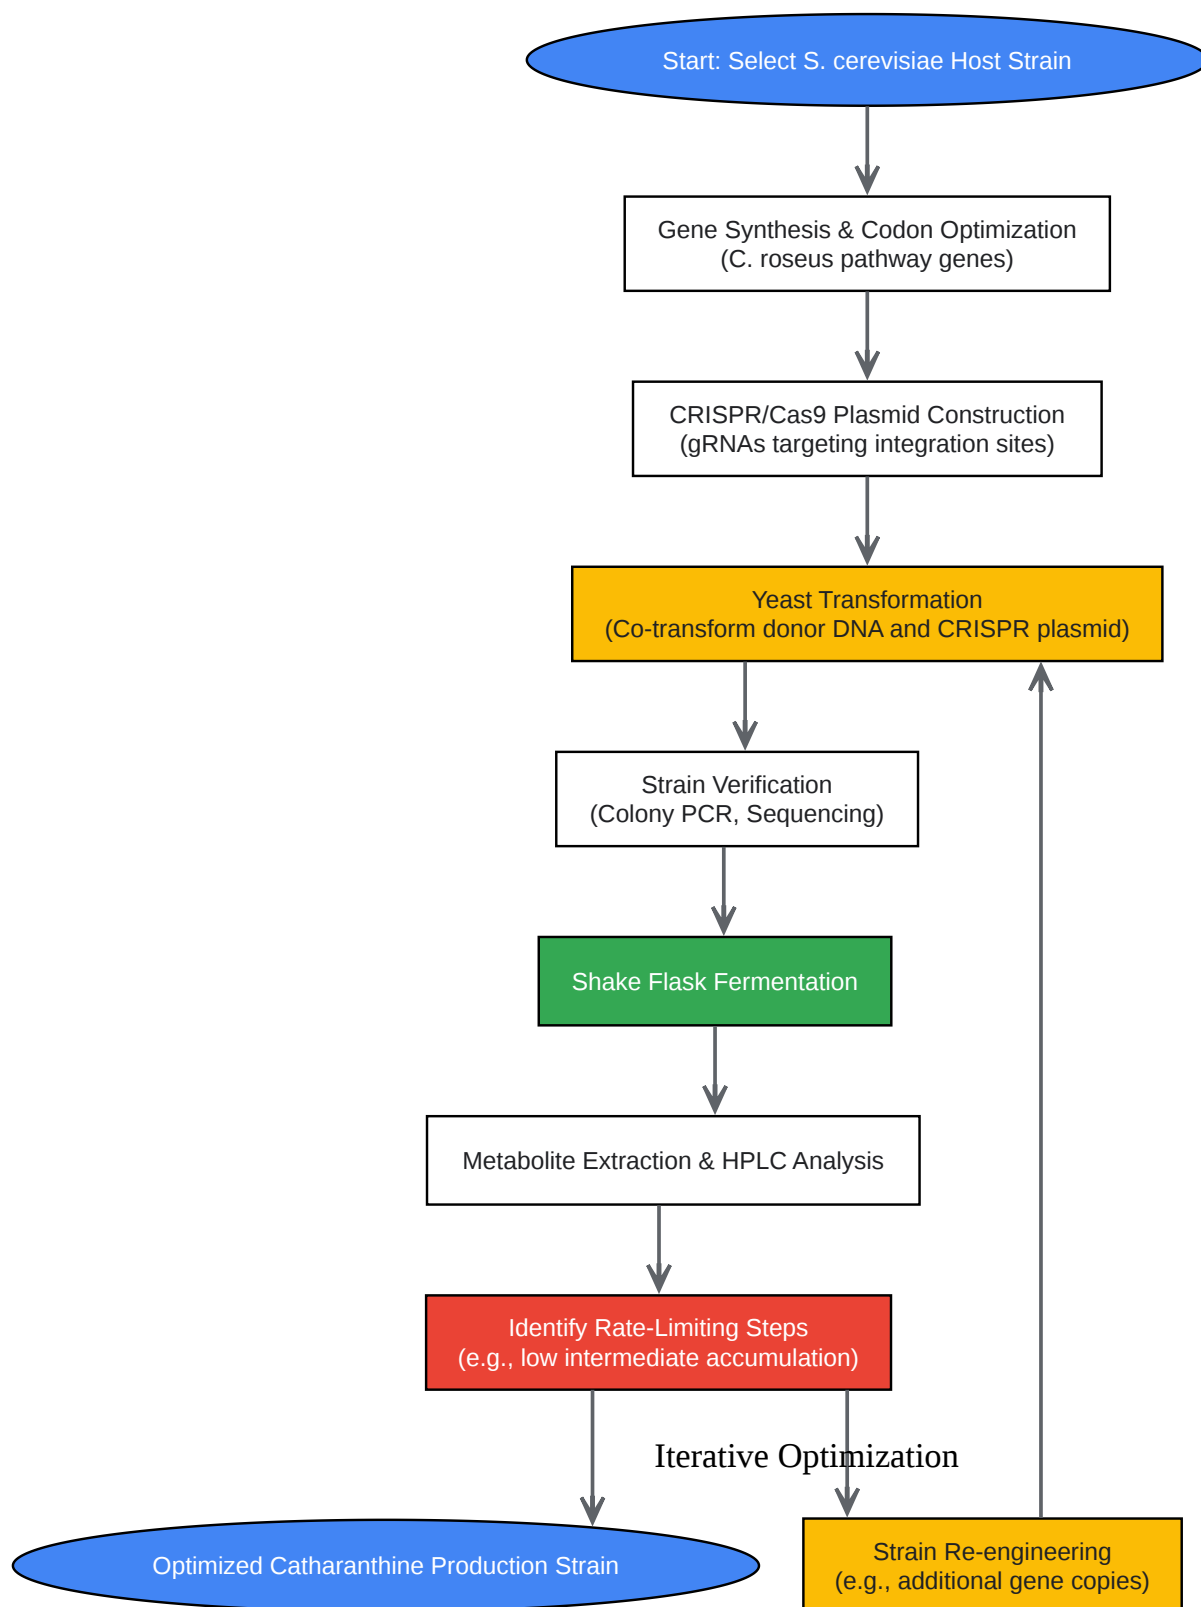 Start: Select S. cerevisiae Host Strain
Gene Synthesis & Codon Optimization
(C. roseus pathway genes)
CRISPR/Cas9 Plasmid Construction
(gRNAs targeting integration sites)
Yeast Transformation
(Co-transform donor DNA and CRISPR plasmid)
Strain Verification
(Colony PCR, Sequencing)
Shake Flask Fermentation
Metabolite Extraction & HPLC Analysis
Identify Rate-Limiting Steps
(e.g., low intermediate accumulation)
Iterative Optimization
Optimized Catharanthine Production Strain
Strain Re-engineering
(e.g., additional gene copies)